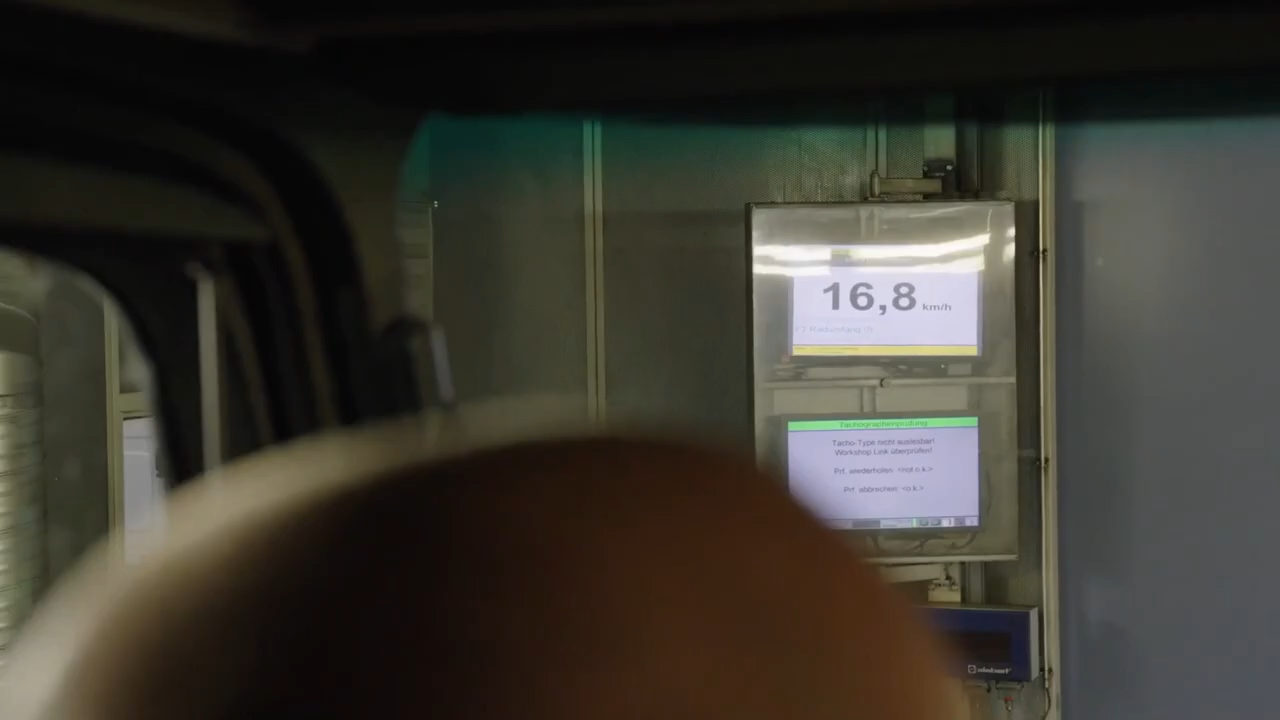 16,8 km/h
Tachographenprüfung
Tacho-Type nicht auslesbar!
Workshop Link überprüfen!
Prf. wiederholen: <not o.k.>
Prf. abbrechen: <o.k.>